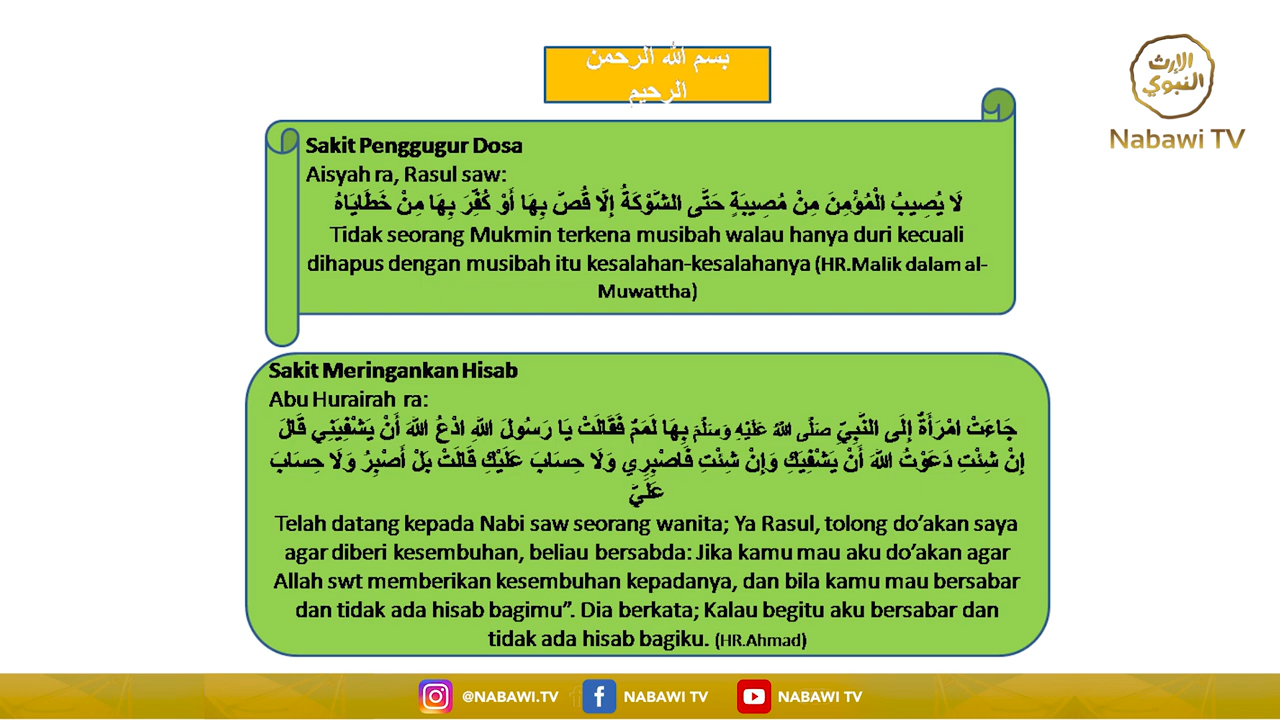 بسم الله الرحمن
الرحيم
الإرث
النبوي
Nabawi TV
Sakit Penggugur Dosa
Aisyah ra, Rasul saw:
لَا يُصِيبُ الْمُؤْمِنَ مِنْ مُصِيبَةٍ حَتَّى الشَّوْكَةُ إِلَّا قُصَّ بِهَا أَوْ كُفِّرَ بِهَا مِنْ خَطَايَاهُ
Tidak seorang Mukmin terkena musibah walau hanya duri kecuali
dihapus dengan musibah itu kesalahan-kesalahanya (HR.Malik dalam al-
Muwattha)
Sakit Meringankan Hisab
Abu Hurairah ra:
جَاءَتْ امْرَأَةٌ إِلَى النَّبِيِّ صَلَّى اللهُ عَلَيْهِ وَسَلَّمَ بِهَا لَمَمٌ فَقَالَتْ يَا رَسُولَ اللهِ ادْعُ اللهَ أَنْ يَشْفِيَنِي قَالَ
إِنْ شِئْتِ دَعَوْتُ اللهَ أَنْ يَشْفِيَكِ وَإِنْ شِئْتِ فَاصْبِرِي وَلَا حِسَابَ عَلَيْكِ قَالَتْ بَلْ أَصْبِرُ وَلَا حِسَابَ
عَلَيَّ
Telah datang kepada Nabi saw seorang wanita; Ya Rasul, tolong do’akan saya
agar diberi kesembuhan, beliau bersabda: Jika kamu mau aku do’akan agar
Allah swt memberikan kesembuhan kepadanya, dan bila kamu mau bersabar
dan tidak ada hisab bagimu”. Dia berkata; Kalau begitu aku bersabar dan
tidak ada hisab bagiku. (HR.Ahmad)
@NABAWI.TV NABAWI TV NABAWI TV